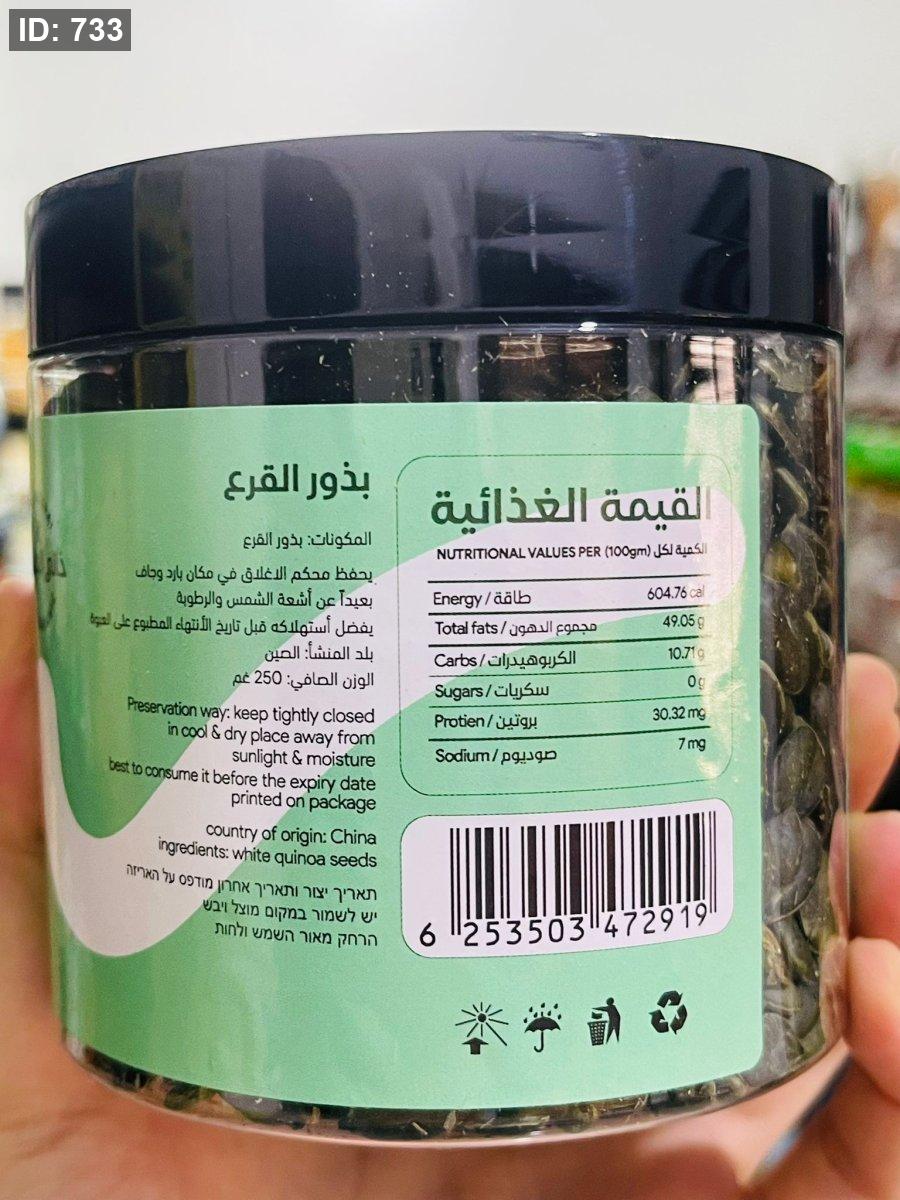 ID: 733
بذور القرع
المكونات: بذور القرع
يحفظ محكم الاغلاق في مكان بارد وجاف
بعيداً عن أشعة الشمس والرطوبة
يفضل أستهلاكه قبل تاريخ الأنتهاء المطبوع على العبوة
بلد المنشأ: الصين
الوزن الصافي: 250 غم
Preservation way: keep tightly closed
in cool & dry place away from
sunlight & moisture
best to consume it before the expiry date
printed on package
country of origin: China
ingredients: white quinoa seeds
תאריך יצור ותאריך אחרון מודפס על האריזה
יש לשמור במקום מוצל ויבש
הרחק מאור השמש ולחות
القيمة الغذائية
NUTRITIONAL VALUES PER (100gm) الكمية لكل
Energy / طاقة 604.76 cal
Total fats / مجموع الدهون 49.05 g
Carbs / الكربوهيدرات 10.71 g
Sugars / سكريات 0 g
Protien / بروتين 30.32 mg
Sodium / صوديوم 7 mg
6 253503 472919